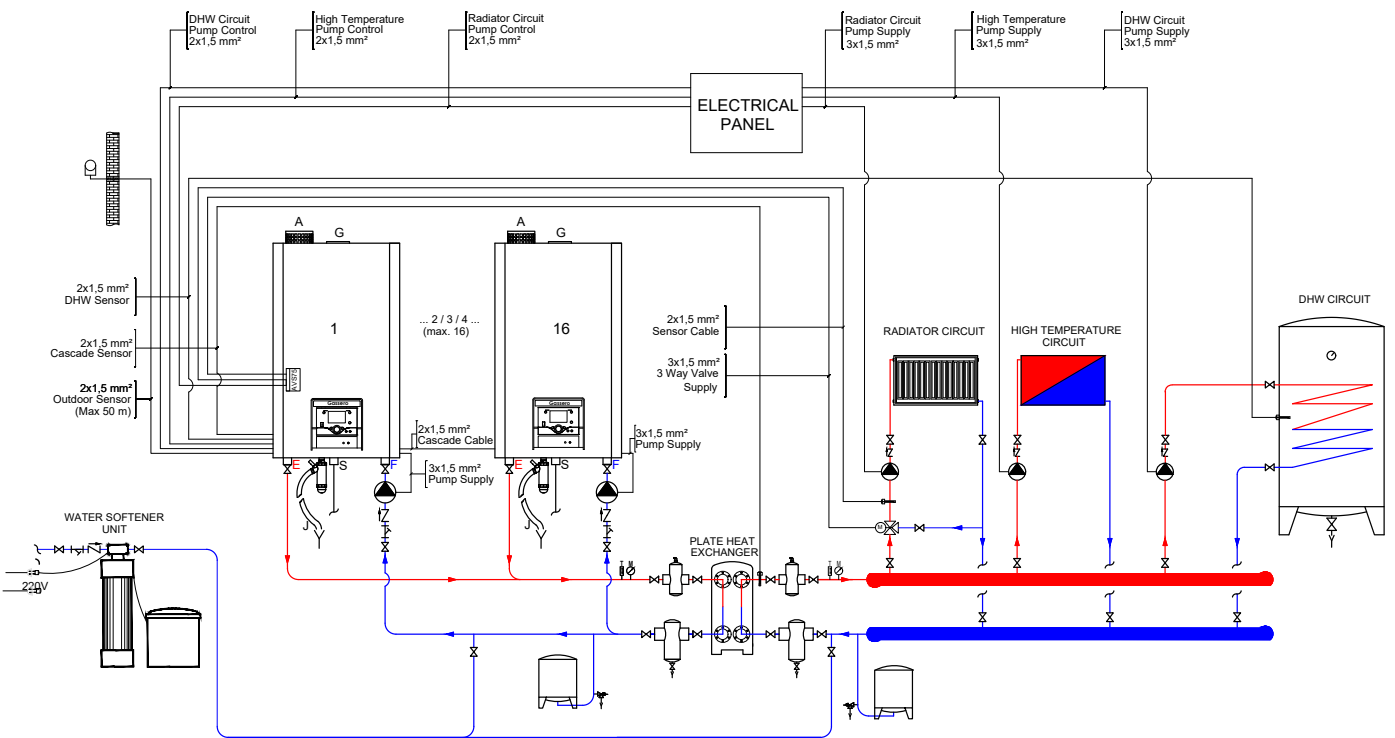 DHW Circuit
Pump Control
2x1,5 mm²
High Temperature
Pump Control
2x1,5 mm²
Radiator Circuit
Pump Control
2x1,5 mm²
Radiator Circuit
Pump Supply
3x1,5 mm²
High Temperature
Pump Supply
3x1,5 mm²
DHW Circuit
Pump Supply
3x1,5 mm²
ELECTRICAL
PANEL
A
G
A
G
2x1,5 mm²
DHW Sensor
2x1,5 mm²
Cascade Sensor
2x1,5 mm²
Outdoor Sensor
(Max 50 m)
1
... 2 / 3 / 4 ...
(max. 16)
16
AVS75
Gassero
Gassero
2x1,5 mm²
Sensor Cable
3x1,5 mm²
3 Way Valve
Supply
RADIATOR CIRCUIT
HIGH TEMPERATURE
CIRCUIT
DHW CIRCUIT
2x1,5 mm²
Cascade Cable
3x1,5 mm²
Pump Supply
3x1,5 mm²
Pump Supply
E
S
F
E
S
F
J
J
M
WATER SOFTENER
UNIT
220V
PLATE HEAT
EXCHANGER
T
M
T
M